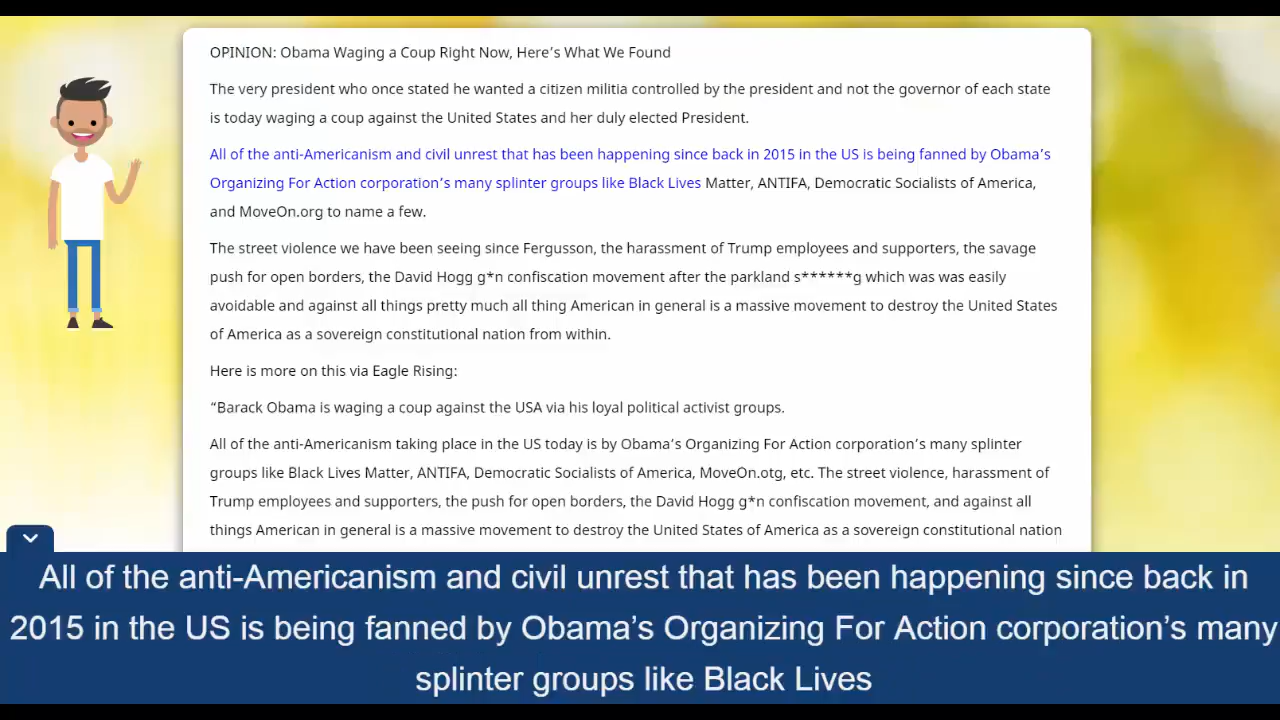 OPINION: Obama Waging a Coup Right Now, Here’s What We Found
The very president who once stated he wanted a citizen militia controlled by the president and not the governor of each state
is today waging a coup against the United States and her duly elected President.
All of the anti-Americanism and civil unrest that has been happening since back in 2015 in the US is being fanned by Obama’s
Organizing For Action corporation’s many splinter groups like Black Lives Matter, ANTIFA, Democratic Socialists of America,
and MoveOn.org to name a few.
The street violence we have been seeing since Fergusson, the harassment of Trump employees and supporters, the savage
push for open borders, the David Hogg g*n confiscation movement after the parkland s******g which was was easily
avoidable and against all things pretty much all thing American in general is a massive movement to destroy the United States
of America as a sovereign constitutional nation from within.
Here is more on this via Eagle Rising:
“Barack Obama is waging a coup against the USA via his loyal political activist groups.
All of the anti-Americanism taking place in the US today is by Obama’s Organizing For Action corporation’s many splinter
groups like Black Lives Matter, ANTIFA, Democratic Socialists of America, MoveOn.otg, etc. The street violence, harassment of
Trump employees and supporters, the push for open borders, the David Hogg g*n confiscation movement, and against all
things American in general is a massive movement to destroy the United States of America as a sovereign constitutional nation
All of the anti-Americanism and civil unrest that has been happening since back in
2015 in the US is being fanned by Obama’s Organizing For Action corporation’s many
splinter groups like Black Lives